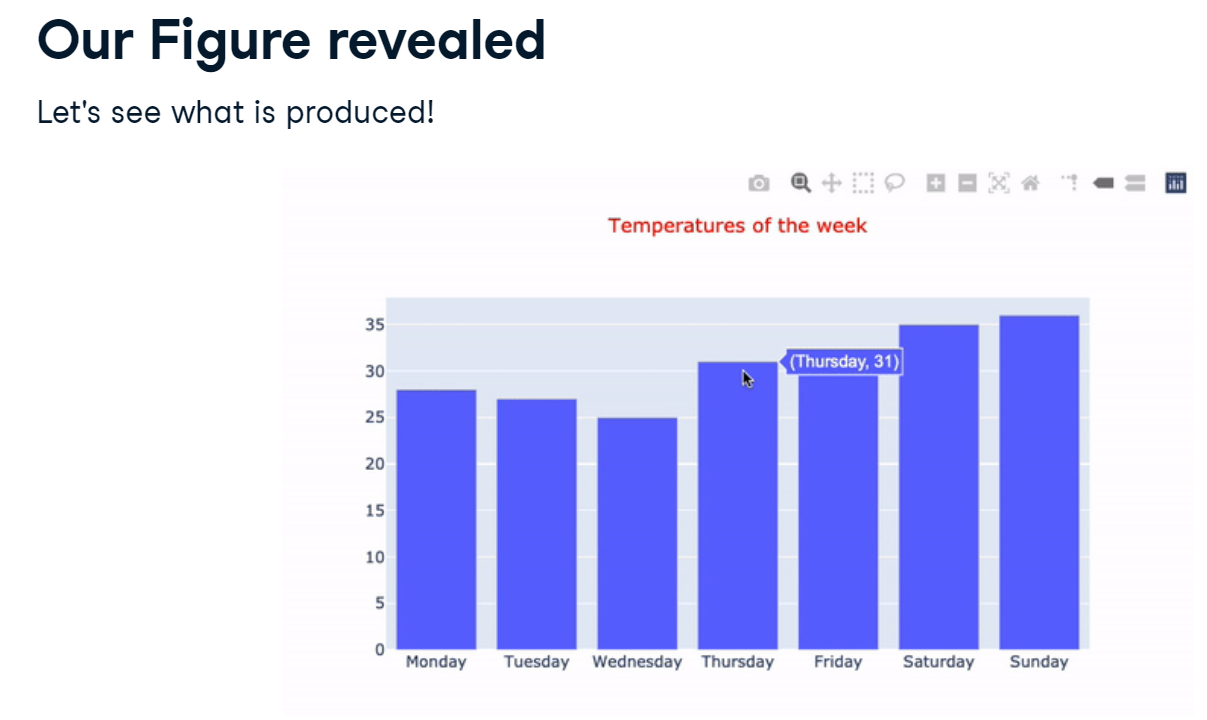 Our Figure revealed
Let's see what is produced!
Temperatures of the week
35
30
25
20
15
10
5
0
(Thursday, 31)
Monday Tuesday Wednesday Thursday Friday Saturday Sunday